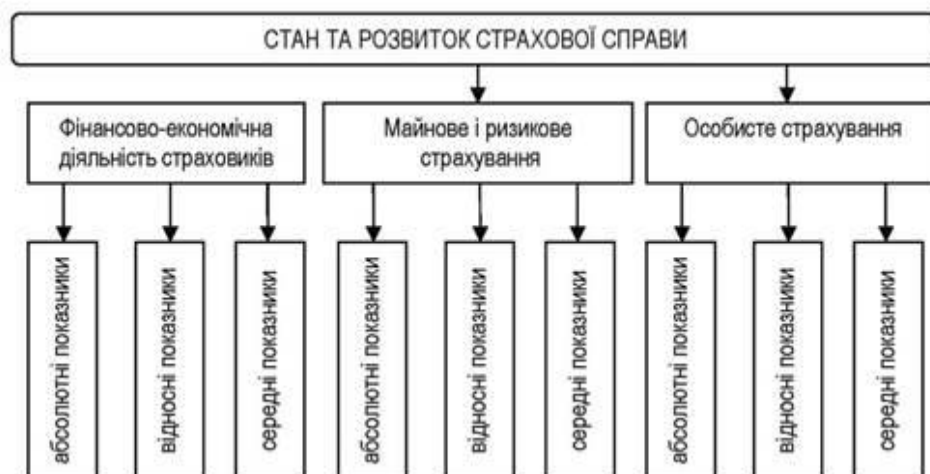 СТАН ТА РОЗВИТОК СТРАХОВОЇ СПРАВИ
Фінансово-економічна
діяльність страховиків
Майнове і ризикове
страхування
Особисте страхування
абсолютні показники
відносні показники
середні показники
абсолютні показники
відносні показники
середні показники
абсолютні показники
відносні показники
середні показники